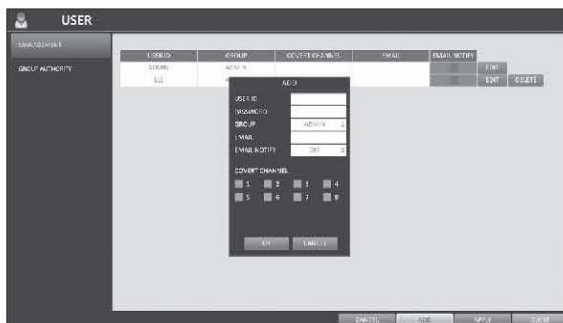 USER
MANAGEMENT
GROUP AUTHORITY
USER ID GROUP COVERT CHANNEL EMAIL EMAIL NOTIFY
ADMIN ADMIN EDIT
EDIT DELETE
ADD
USER ID
PASSWORD
GROUP ADMIN
EMAIL
EMAIL NOTIFY OFF
COVERT CHANNEL
1 2 3 4
5 6 7 8
OK CANCEL
CANCEL ADD APPLY CLOSE